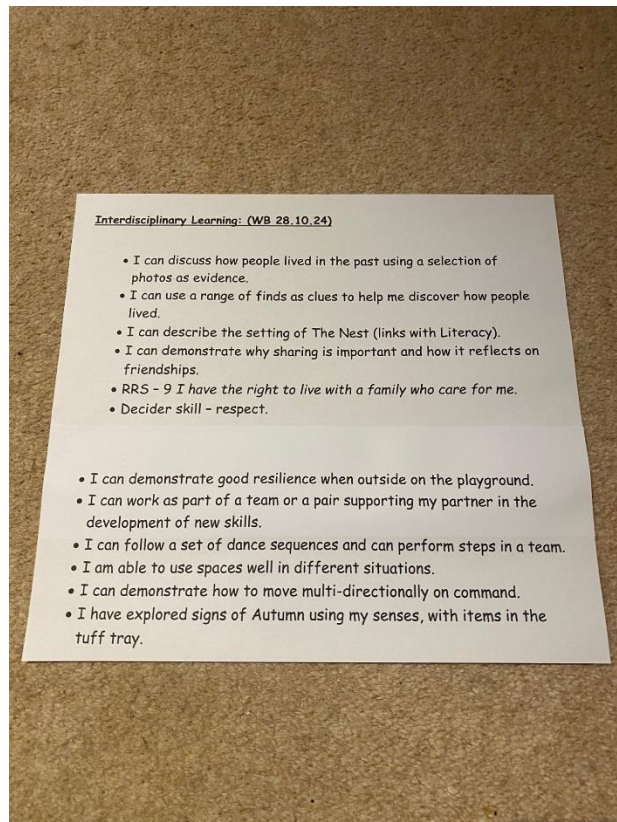 Interdisciplinary Learning: (WB 28.10.24)
• I can discuss how people lived in the past using a selection of
photos as evidence.
• I can use a range of finds as clues to help me discover how people
lived.
• I can describe the setting of The Nest (links with Literacy).
• I can demonstrate why sharing is important and how it reflects on
friendships.
• RRS – 9 I have the right to live with a family who care for me.
• Decider skill – respect.
• I can demonstrate good resilience when outside on the playground.
• I can work as part of a team or a pair supporting my partner in the
development of new skills.
• I can follow a set of dance sequences and can perform steps in a team.
• I am able to use spaces well in different situations.
• I can demonstrate how to move multi-directionally on command.
• I have explored signs of Autumn using my senses, with items in the
tuff tray.